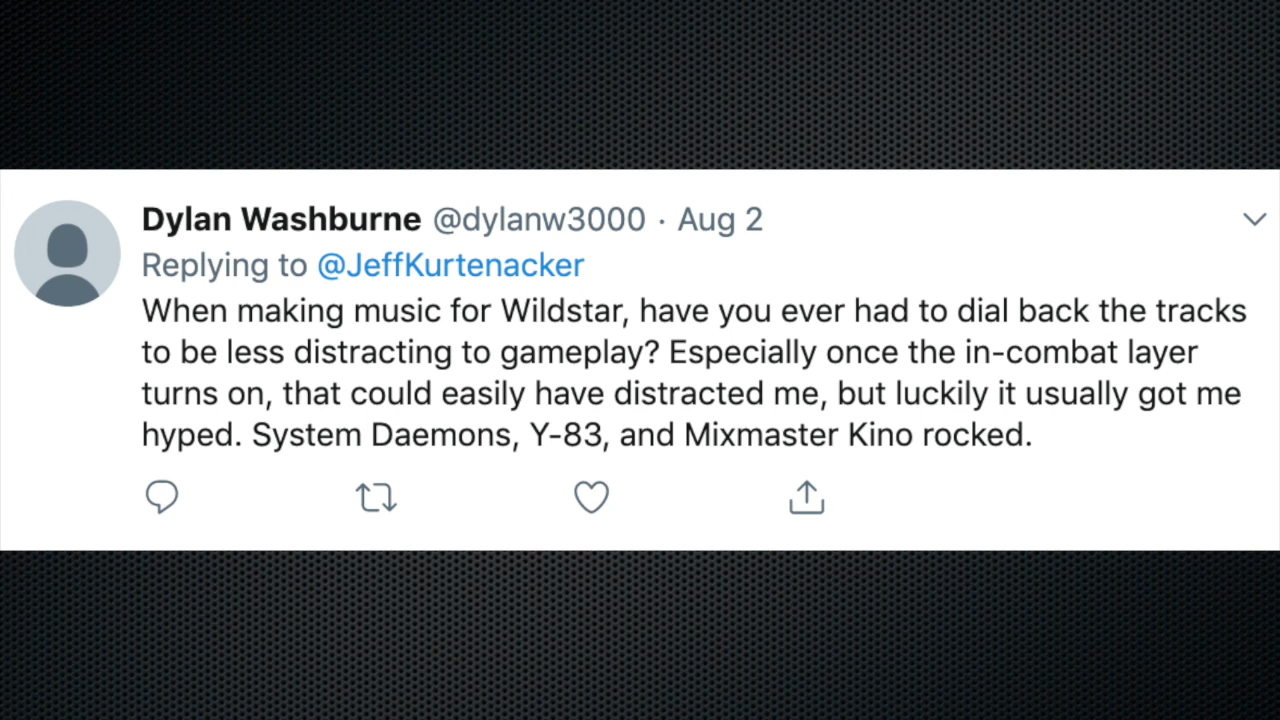 Dylan Washburne @dylanw3000 · Aug 2
Replying to @JeffKurtenacker
When making music for Wildstar, have you ever had to dial back the tracks
to be less distracting to gameplay? Especially once the in-combat layer
turns on, that could easily have distracted me, but luckily it usually got me
hyped. System Daemons, Y-83, and Mixmaster Kino rocked.